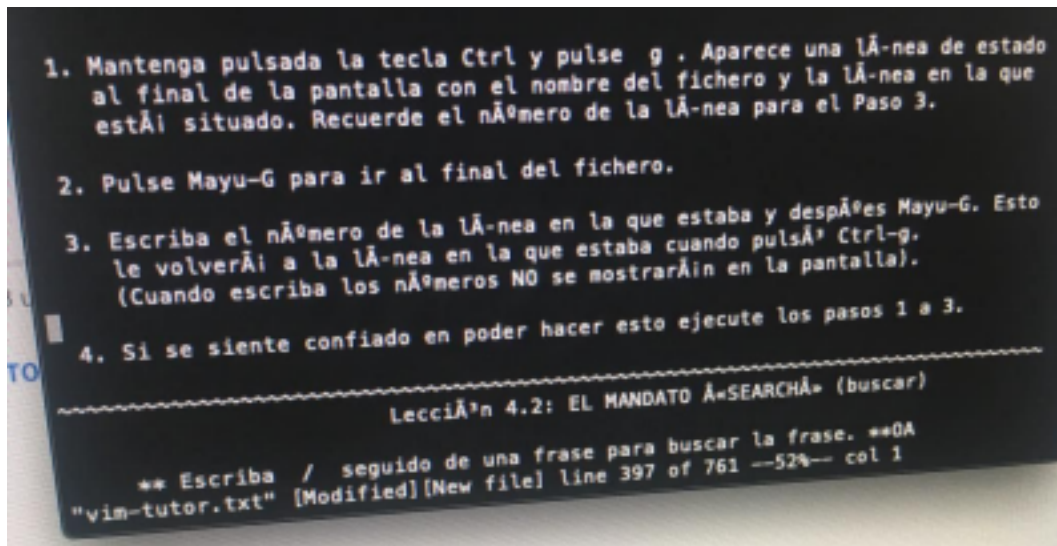 1. Mantenga pulsada la tecla Ctrl y pulse  g . Aparece una lÃ-nea de estado
al final de la pantalla con el nombre del fichero y la lÃ-nea en la que
estÃ¡ situado. Recuerde el nÃºmero de la lÃ-nea para el Paso 3.
2. Pulse Mayu-G para ir al final del fichero.
3. Escriba el nÃºmero de la lÃ-nea en la que estaba y despÃºes Mayu-G. Esto
le volverÃ¡ a la lÃ-nea en la que estaba cuando pulsÃ³ Ctrl-g.
(Cuando escriba los nÃºmeros NO se mostrarÃ¡n en la pantalla).
4. Si se siente confiado en poder hacer esto ejecute los pasos 1 a 3.
~~~~~~~~~~~~~~~~~~~~~~~~~~~~~~~~~~~~~~~~~~~~~~~~~~~~~~~~~~~~~~~~~~~~~~~~~~~~~~
LecciÃ³n 4.2: EL MANDATO Â«SEARCHÂ» (buscar)
** Escriba  /  seguido de una frase para buscar la frase. **0A
"vim-tutor.txt" [Modified][New file] line 397 of 761 --52%-- col 1
TO